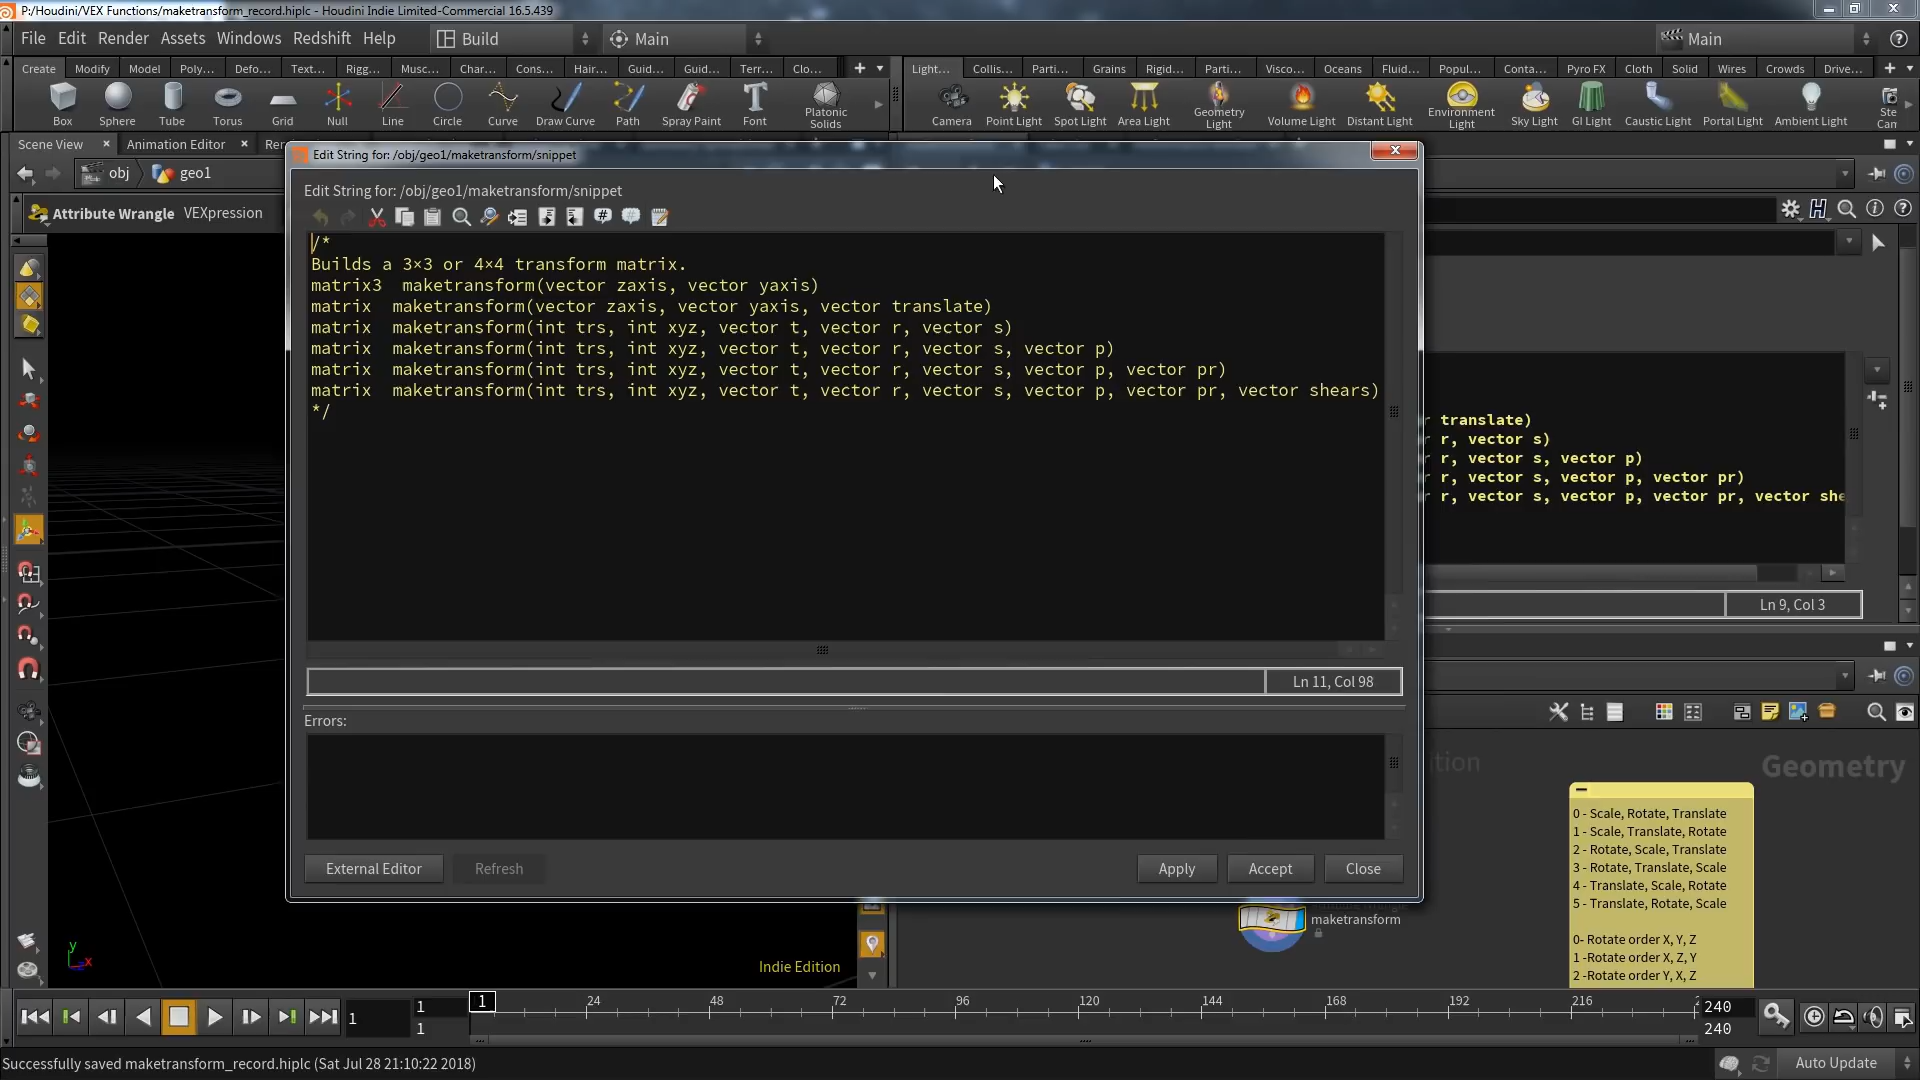 P:/Houdini/VEX Functions/maketransform_record.hiplc - Houdini Indie Limited-Commercial 16.5.439
File Edit Render Assets Windows Redshift Help
Build
Main
Main
Create Modify Model Poly... Defo... Text... Rigg... Musc... Char... Cons... Hair... Guid... Guid... Terr... Clo...
Light... Collis... Parti... Grains Rigid... Parti... Visco... Oceans Fluid... Popul... Conta... Pyro FX Cloth Solid Wires Crowds Drive...
Box Sphere Tube Torus Grid Null Line Circle Curve Draw Curve Path Spray Paint Font Platonic Solids
Camera Point Light Spot Light Area Light Geometry Light Volume Light Distant Light Environment Light Sky Light GI Light Caustic Light Portal Light Ambient Light Ste Can
Scene View Animation Editor Re
obj geo1
Attribute Wrangle VEXpression
Edit String for: /obj/geo1/maketransform/snippet
Edit String for: /obj/geo1/maketransform/snippet
/*
Builds a 3×3 or 4×4 transform matrix.
matrix3  maketransform(vector zaxis, vector yaxis)
matrix  maketransform(vector zaxis, vector yaxis, vector translate)
matrix  maketransform(int trs, int xyz, vector t, vector r, vector s)
matrix  maketransform(int trs, int xyz, vector t, vector r, vector s, vector p)
matrix  maketransform(int trs, int xyz, vector t, vector r, vector s, vector p, vector pr)
matrix  maketransform(int trs, int xyz, vector t, vector r, vector s, vector p, vector pr, vector shears)
*/
Ln 11, Col 98
Errors:
External Editor Refresh Apply Accept Close
r translate)
r r, vector s)
r r, vector s, vector p)
r r, vector s, vector p, vector pr)
r r, vector s, vector p, vector pr, vector she
Ln 9, Col 3
ition
Geometry
0 - Scale, Rotate, Translate
1 - Scale, Translate, Rotate
2 - Rotate, Scale, Translate
3 - Rotate, Translate, Scale
4 - Translate, Scale, Rotate
5 - Translate, Rotate, Scale
0- Rotate order X, Y, Z
1 -Rotate order X, Z, Y
2 -Rotate order Y, X, Z
maketransform
y
x
Indie Edition
1 1 1 1 24 48 72 96 120 144 168 192 216 2 240 240
Successfully saved maketransform_record.hiplc (Sat Jul 28 21:10:22 2018)
Auto Update